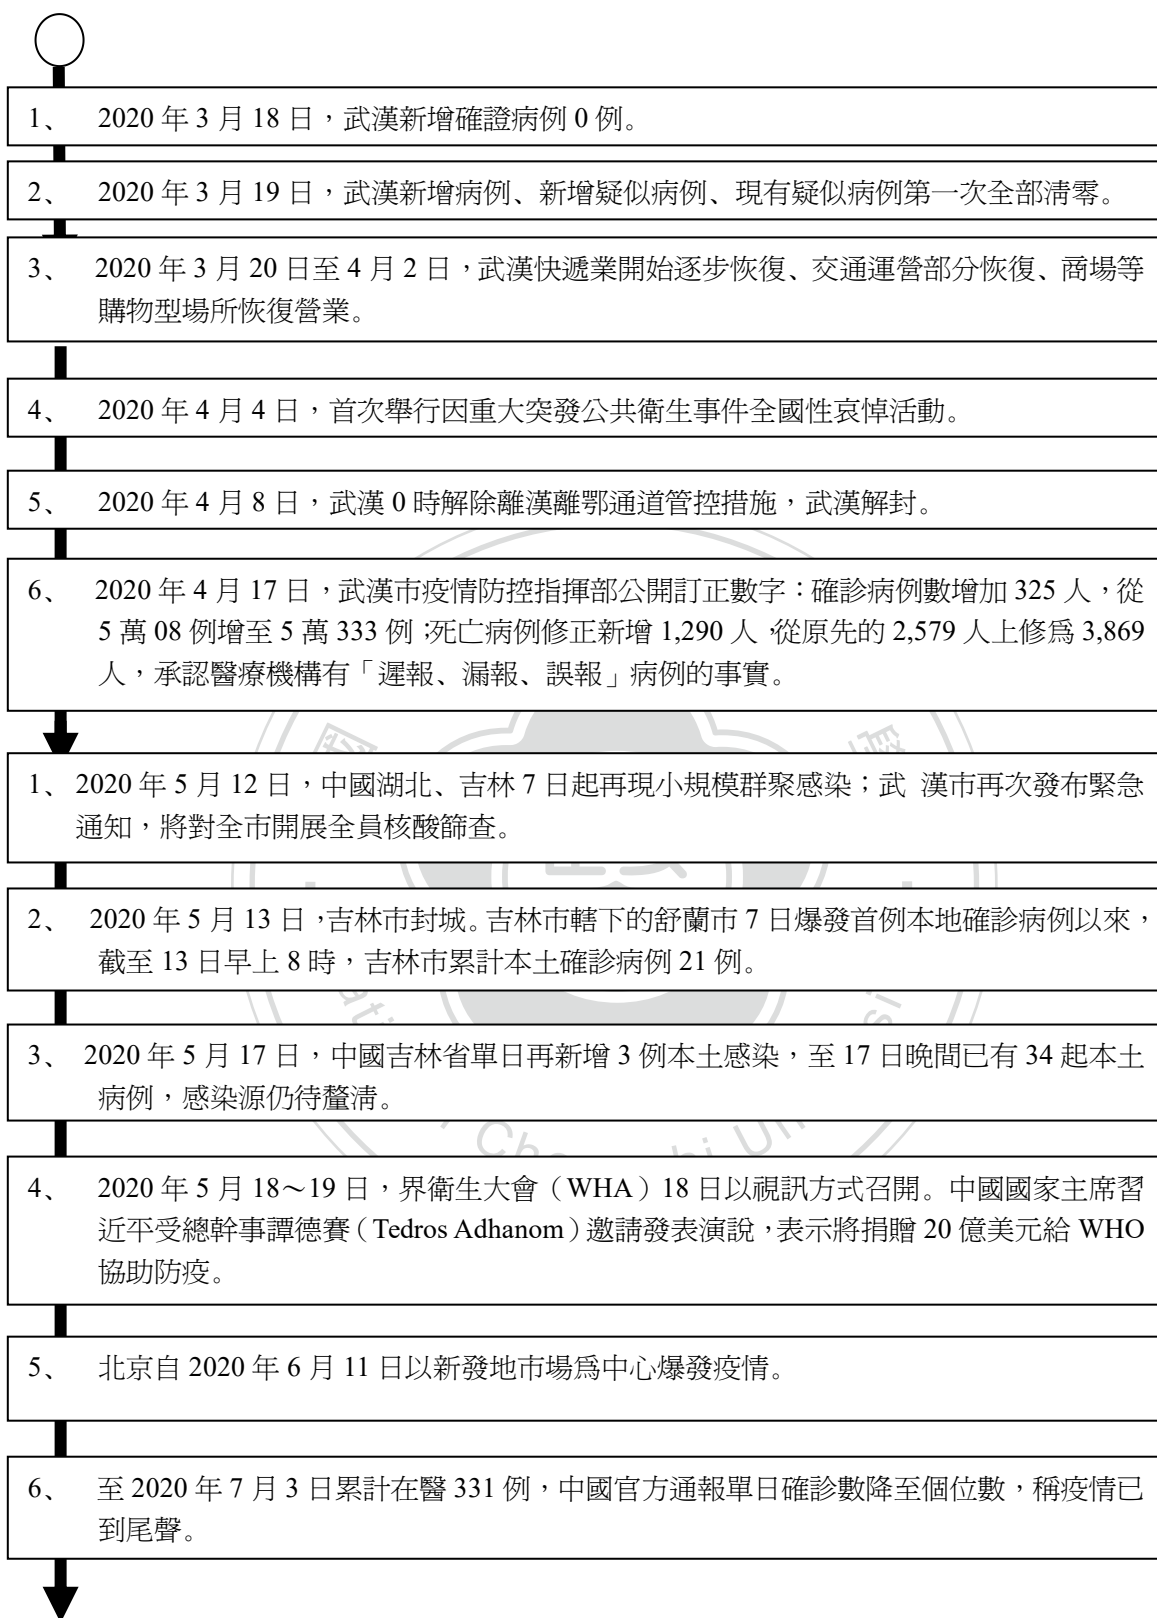 1、 2020 年 3 月 18 日，武漢新增確證病例 0 例。
2、 2020 年 3 月 19 日，武漢新增病例、新增疑似病例、現有疑似病例第一次全部清零。
3、 2020 年 3 月 20 日至 4 月 2 日，武漢快遞業開始逐步恢復、交通運營部分恢復、商場等
購物型場所恢復營業。
4、 2020 年 4 月 4 日，首次舉行因重大突發公共衛生事件全國性哀悼活動。
5、 2020 年 4 月 8 日，武漢 0 時解除離漢離鄂通道管控措施，武漢解封。
6、 2020 年 4 月 17 日，武漢市疫情防控指揮部公開訂正數字：確診病例數增加 325 人，從
5 萬 08 例增至 5 萬 333 例；死亡病例修正新增 1,290 人，從原先的 2,579 人上修為 3,869
人，承認醫療機構有「遲報、漏報、誤報」病例的事實。
1、 2020 年 5 月 12 日，中國湖北、吉林 7 日起再現小規模群聚感染；武 漢市再次發布緊急
通知，將對全市開展全員核酸篩查。
2、 2020 年 5 月 13 日，吉林市封城。吉林市轄下的舒蘭市 7 日爆發首例本地確診病例以來，
截至 13 日早上 8 時，吉林市累計本土確診病例 21 例。
3、 2020 年 5 月 17 日，中國吉林省單日再新增 3 例本土感染，至 17 日晚間已有 34 起本土
病例，感染源仍待釐清。
4、 2020 年 5 月 18～19 日，界衛生大會（WHA）18 日以視訊方式召開。中國國家主席習
近平受總幹事譚德賽（Tedros Adhanom）邀請發表演說，表示將捐贈 20 億美元給 WHO
協助防疫。
5、 北京自 2020 年 6 月 11 日以新發地市場為中心爆發疫情。
6、 至 2020 年 7 月 3 日累計在醫 331 例，中國官方通報單日確診數降至個位數，稱疫情已
到尾聲。